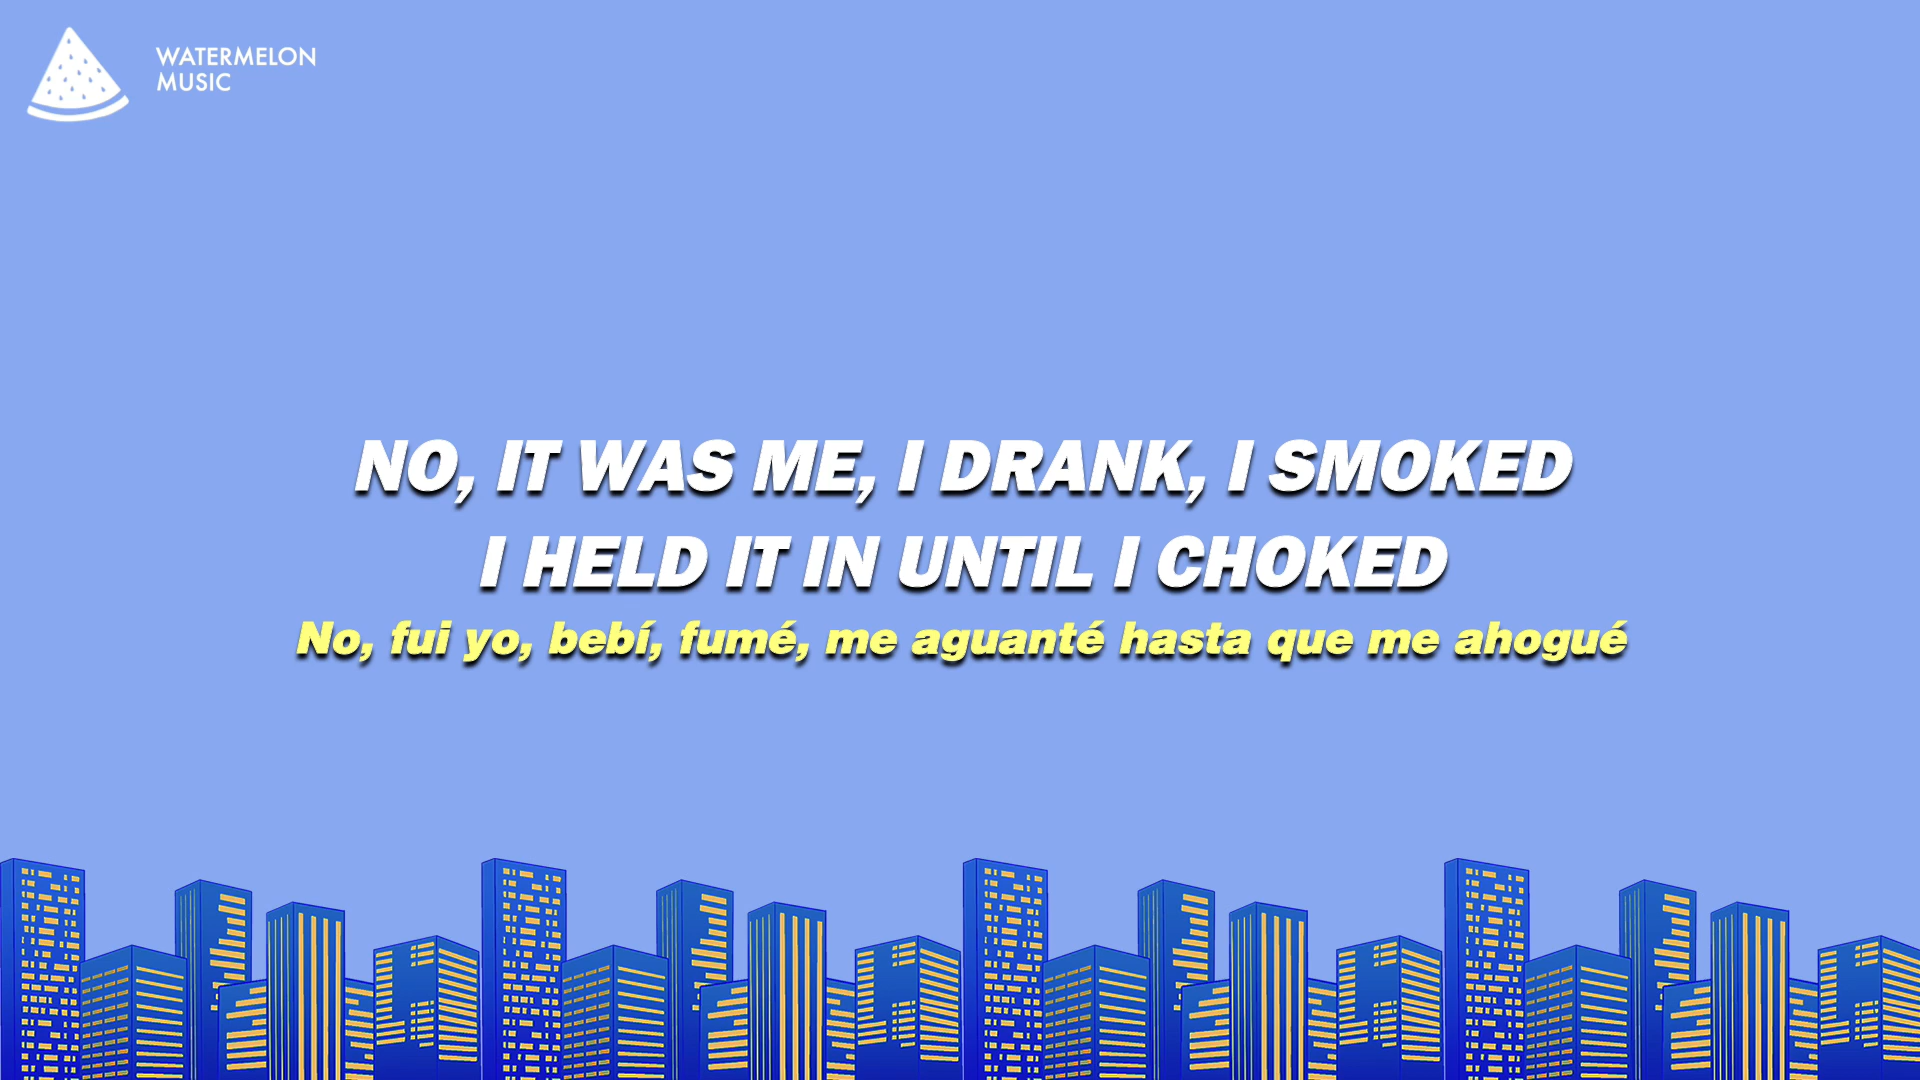 WATERMELON
MUSIC
NO, IT WAS ME, I DRANK, I SMOKED
I HELD IT IN UNTIL I CHOKED
No, fui yo, bebí, fumé, me aguanté hasta que me ahogué